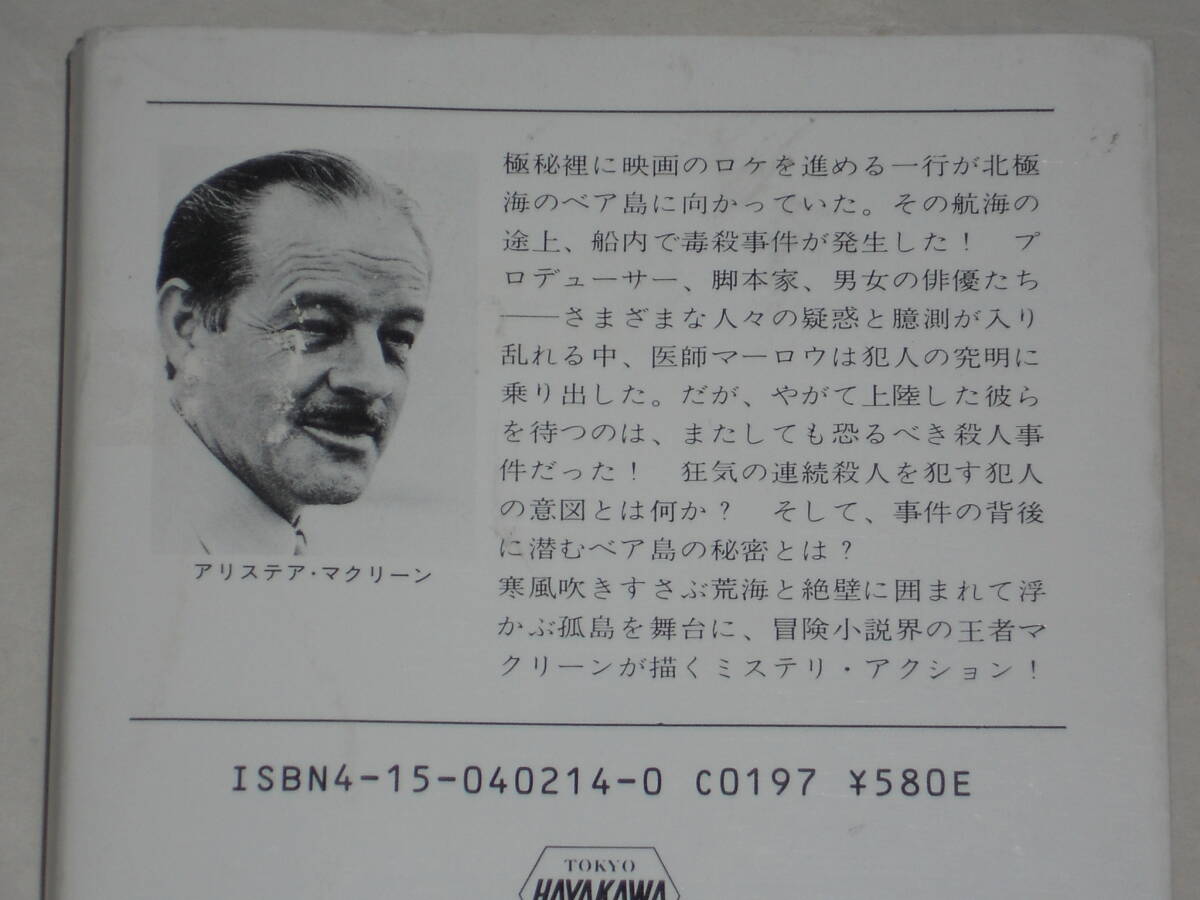 極秘裡に映画のロケを進める一行が北極
海のベア島に向かっていた。その航海の
途上、船内で毒殺事件が発生した！　プ
ロデューサー、脚本家、男女の俳優たち
――さまざまな人々の疑惑と臆測が入り
乱れる中、医師マーロウは犯人の究明に
乗り出した。だが、やがて上陸した彼ら
を待つのは、またしても恐るべき殺人事
件だった！　狂気の連続殺人を犯す犯人
の意図とは何か？　そして、事件の背後
に潜むベア島の秘密とは？
寒風吹きすさぶ荒海と絶壁に囲まれて浮
かぶ孤島を舞台に、冒険小説界の王者マ
クリーンが描くミステリ・アクション！
アリステア・マクリーン
ISBN4-15-040214-0 C0197 ¥580E
TOKYO
HAYAKAWA